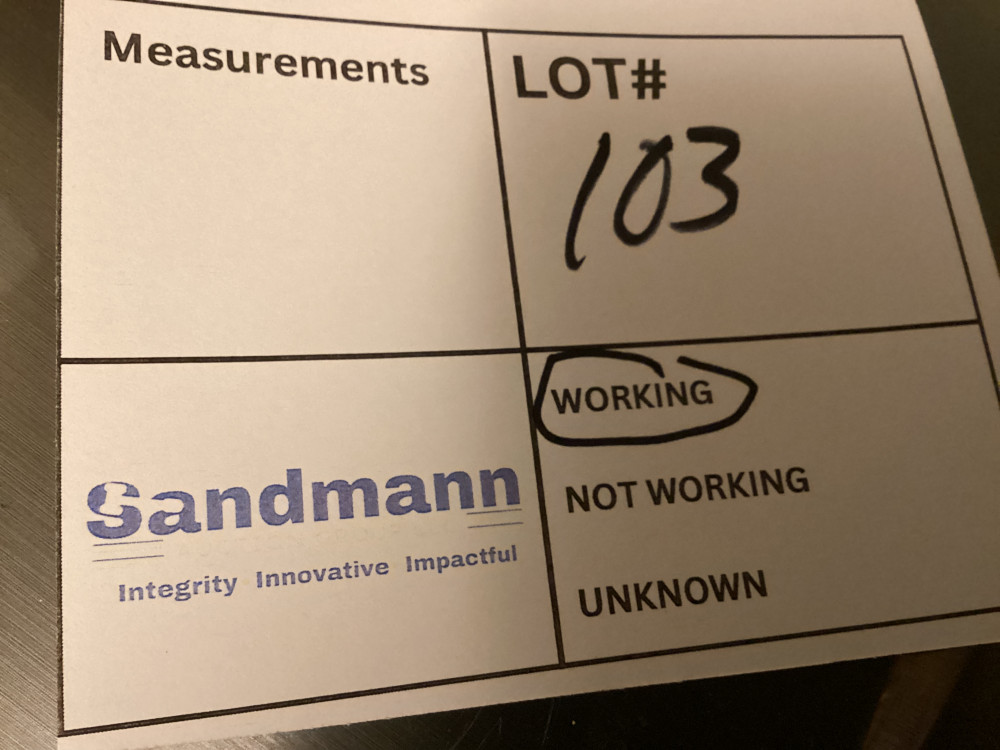 Measurements
LOT#
103
WORKING
NOT WORKING
UNKNOWN
Sandmann
Integrity Innovative Impactful